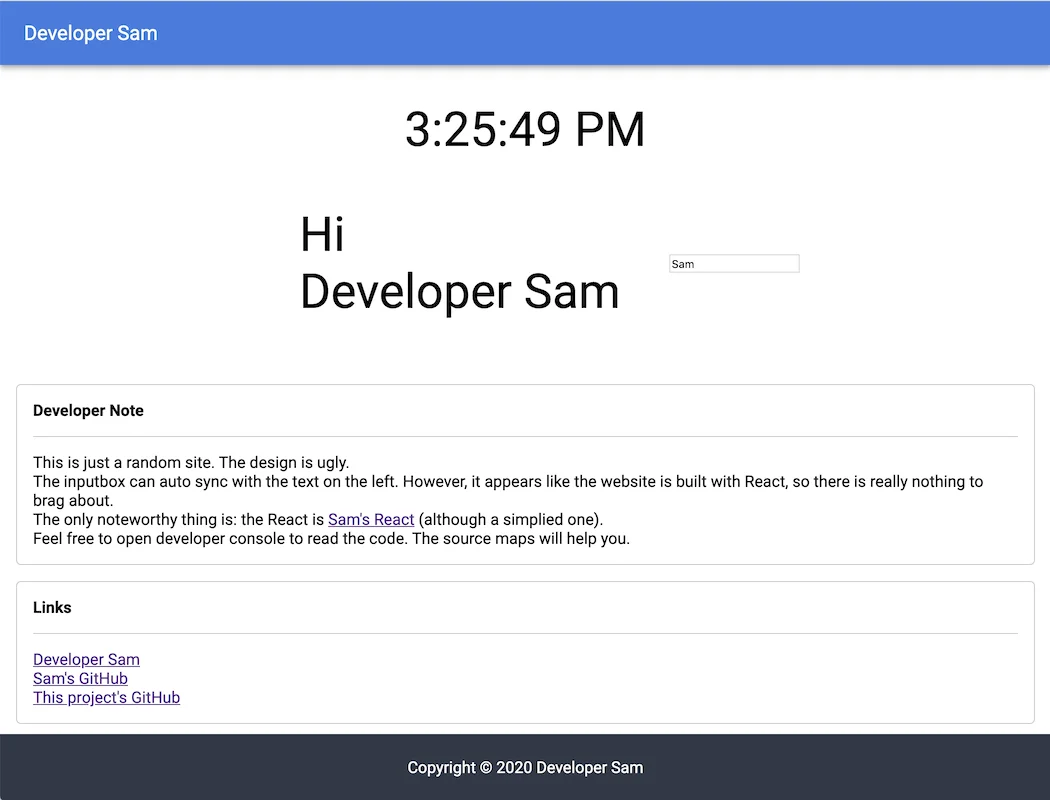 Developer Sam
3:25:49 PM
Hi
Developer Sam
Sam
Developer Note
This is just a random site. The design is ugly.
The inputbox can auto sync with the text on the left. However, it appears like the website is built with React, so there is really nothing to
brag about.
The only noteworthy thing is: the React is Sam's React (although a simplied one).
Feel free to open developer console to read the code. The source maps will help you.
Links
Developer Sam
Sam's GitHub
This project's GitHub
Copyright © 2020 Developer Sam